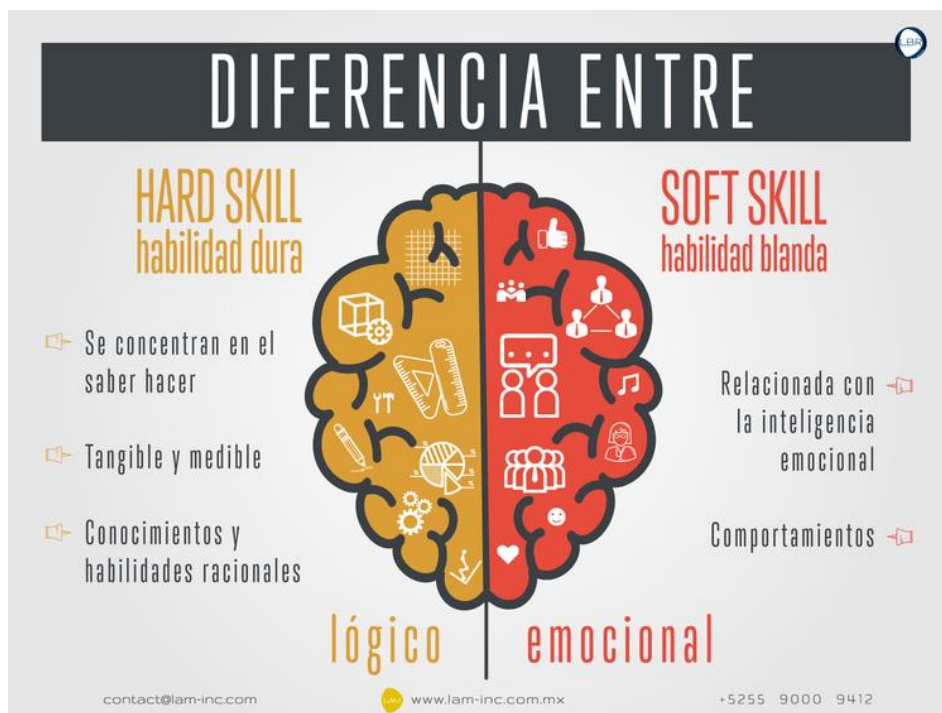 LBR
DIFERENCIA ENTRE
HARD SKILL
habilidad dura
Se concentran en el
saber hacer
Tangible y medible
Conocimientos y
habilidades racionales
SOFT SKILL
habilidad blanda
Relacionada con
la inteligencia
emocional
Comportamientos
lógico
emocional
contact@lam-inc.com
LAM
www.lam-inc.com.mx
+5255 9000 9412